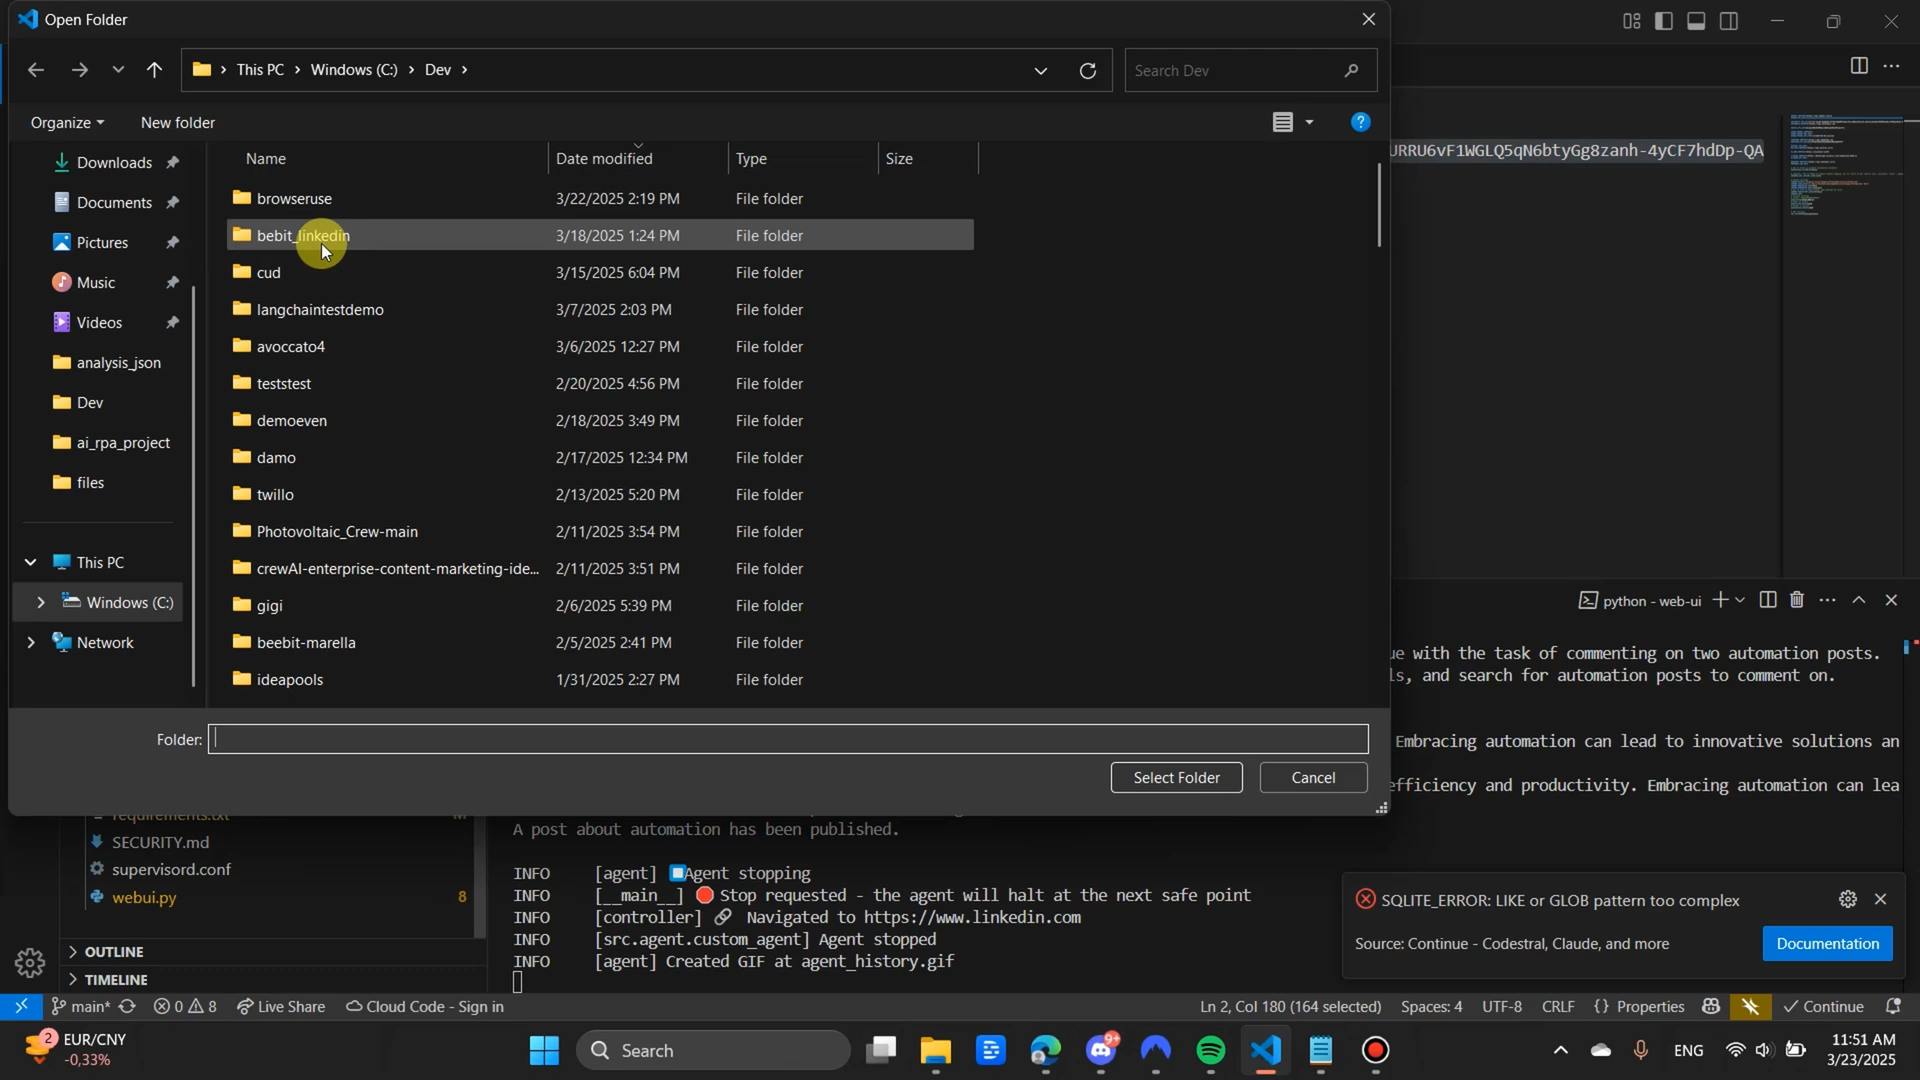 Open Folder
This PC > Windows (C:) > Dev >
Search Dev
Organize
New folder
Name
Date modified
Type
Size
Downloads
Documents
Pictures
Music
Videos
analysis_json
Dev
ai_rpa_project
files
This PC
Windows (C:)
Network
browseruse 3/22/2025 2:19 PM File folder
bebit_linkedin 3/18/2025 1:24 PM File folder
cud 3/15/2025 6:04 PM File folder
langchaintestdemo 3/7/2025 2:03 PM File folder
avoccato4 3/6/2025 12:27 PM File folder
teststest 2/20/2025 4:56 PM File folder
demoeven 2/18/2025 3:49 PM File folder
damo 2/17/2025 12:34 PM File folder
twillo 2/13/2025 5:20 PM File folder
Photovoltaic_Crew-main 2/11/2025 3:54 PM File folder
crewAI-enterprise-content-marketing-ide... 2/11/2025 3:51 PM File folder
gigi 2/6/2025 5:39 PM File folder
beebit-marella 2/5/2025 2:41 PM File folder
ideapools 1/31/2025 2:27 PM File folder
Folder:
Select Folder
Cancel
URRU6vF1WGLQ5qN6btyGg8zanh-4yCF7hdDp-QA
python - web-ui
ue with the task of commenting on two automation posts.
ls, and search for automation posts to comment on.
Embracing automation can lead to innovative solutions an
efficiency and productivity. Embracing automation can lea
A post about automation has been published.
INFO [agent] Agent stopping
INFO [__main__] Stop requested - the agent will halt at the next safe point
INFO [controller] Navigated to https://www.linkedin.com
INFO [src.agent.custom_agent] Agent stopped
INFO [agent] Created GIF at agent_history.gif
requirements.txt M
SECURITY.md
supervisord.conf
webui.py 8
OUTLINE
TIMELINE
SQLITE_ERROR: LIKE or GLOB pattern too complex
Source: Continue - Codestral, Claude, and more
Documentation
main* 0 8 Live Share Cloud Code - Sign in
Ln 2, Col 180 (164 selected) Spaces: 4 UTF-8 CRLF {} Properties Continue
2 EUR/CNY
-0,33%
Search
9+
ENG
11:51 AM
3/23/2025